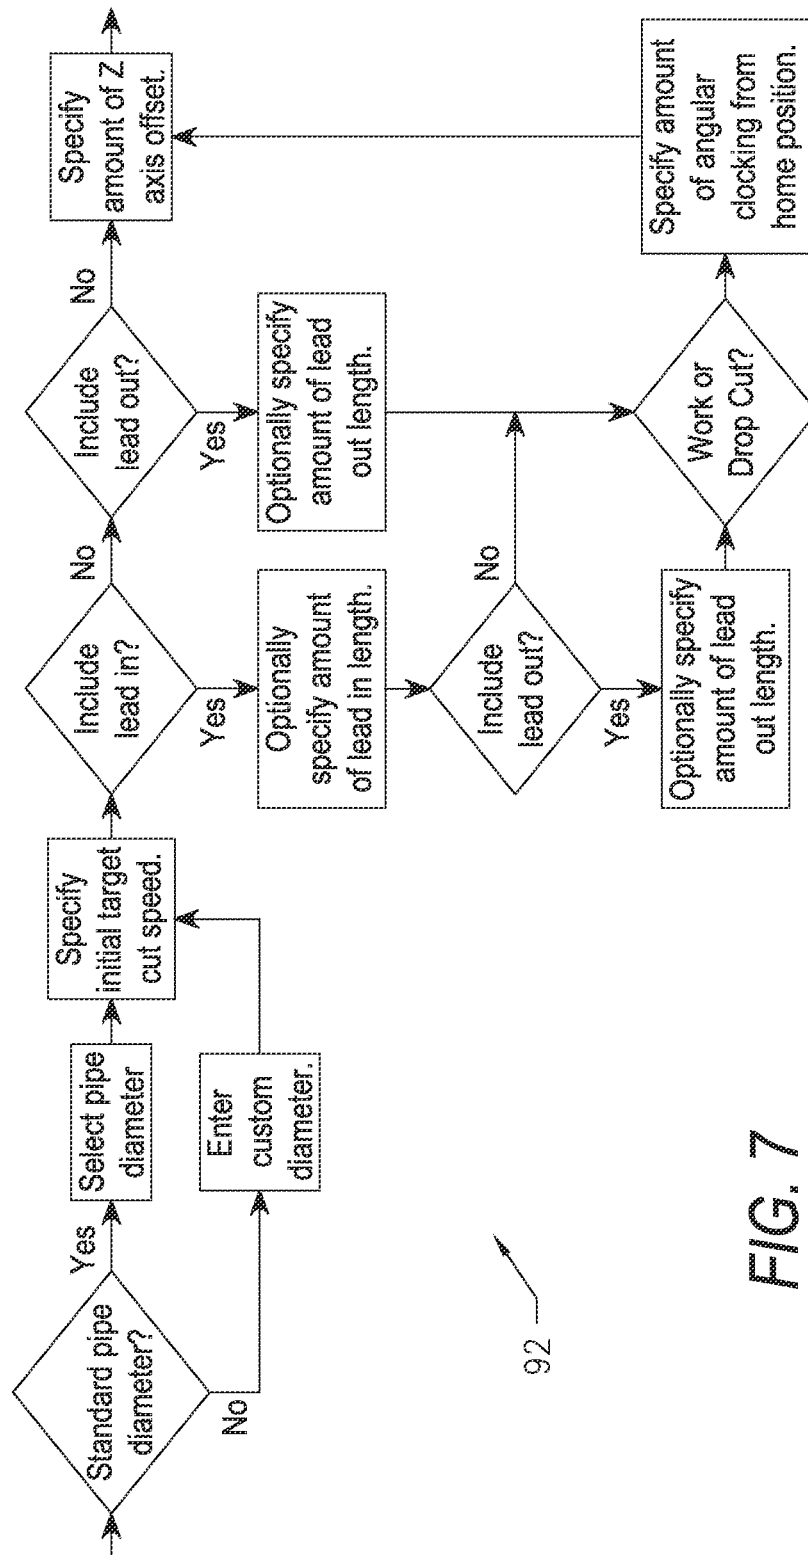 Standard pipe
diameter?
Yes
No
Select pipe
diameter
Enter
custom
diameter.
Specify
initial target
cut speed.
Include
lead in?
No
Yes
Optionally
specify amount
of lead in length.
Include
lead out?
No
Yes
Optionally specify
amount of lead
out length.
Include
lead out?
No
Yes
Optionally specify
amount of lead
out length.
Work or
Drop Cut?
Specify amount
of angular
clocking from
home position.
Specify
amount of Z
axis offset.
92
FIG. 7